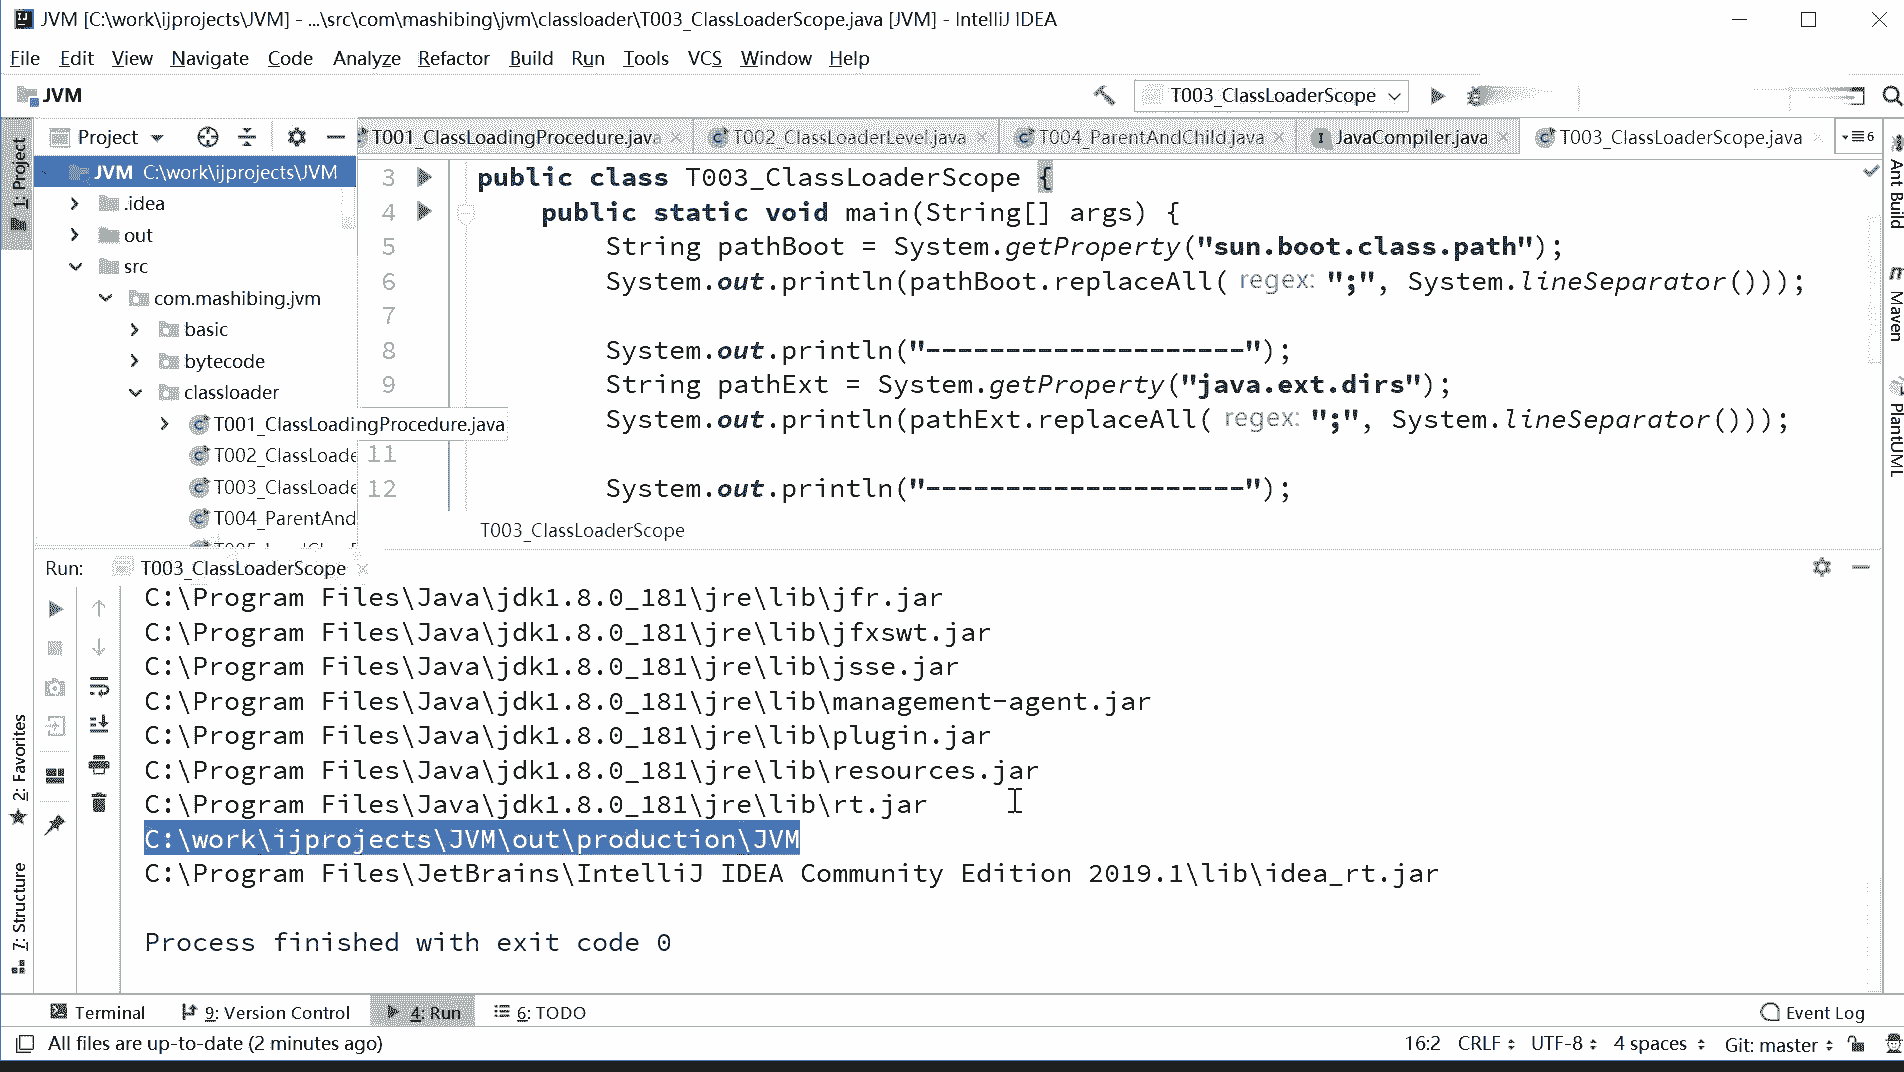 JVM [C:\work\ijprojects\JVM] - ...\src\com\mashibing\jvm\classloader\T003_ClassLoaderScope.java [JVM] - IntelliJ IDEA
File Edit View Navigate Code Analyze Refactor Build Run Tools VCS Window Help
JVM
T003_ClassLoaderScope
Project
T001_ClassLoadingProcedure.java
T002_ClassLoaderLevel.java
T004_ParentAndChild.java
JavaCompiler.java
T003_ClassLoaderScope.java
6
1: Project
JVM C:\work\ijprojects\JVM
.idea
out
src
com.mashibing.jvm
basic
bytecode
classloader
T001_ClassLoadingProcedure.java
T002_ClassLoade
T003_ClassLoade
T004_ParentAnd
3 public class T003_ClassLoaderScope {
4 public static void main(String[] args) {
5 String pathBoot = System.getProperty("sun.boot.class.path");
6 System.out.println(pathBoot.replaceAll( regex: ";", System.lineSeparator()));
7
8 System.out.println("--------------------");
9 String pathExt = System.getProperty("java.ext.dirs");
System.out.println(pathExt.replaceAll( regex: ";", System.lineSeparator()));
11
12 System.out.println("--------------------");
T003_ClassLoaderScope
Ant Build
Maven
PlantUML
Run: T003_ClassLoaderScope
C:\Program Files\Java\jdk1.8.0_181\jre\lib\jfr.jar
C:\Program Files\Java\jdk1.8.0_181\jre\lib\jfxswt.jar
C:\Program Files\Java\jdk1.8.0_181\jre\lib\jsse.jar
C:\Program Files\Java\jdk1.8.0_181\jre\lib\management-agent.jar
C:\Program Files\Java\jdk1.8.0_181\jre\lib\plugin.jar
C:\Program Files\Java\jdk1.8.0_181\jre\lib\resources.jar
C:\Program Files\Java\jdk1.8.0_181\jre\lib\rt.jar
C:\work\ijprojects\JVM\out\production\JVM
C:\Program Files\JetBrains\IntelliJ IDEA Community Edition 2019.1\lib\idea_rt.jar
Process finished with exit code 0
2: Favorites
7: Structure
Terminal 9: Version Control 4: Run 6: TODO Event Log
All files are up-to-date (2 minutes ago) 16:2 CRLF UTF-8 4 spaces Git: master